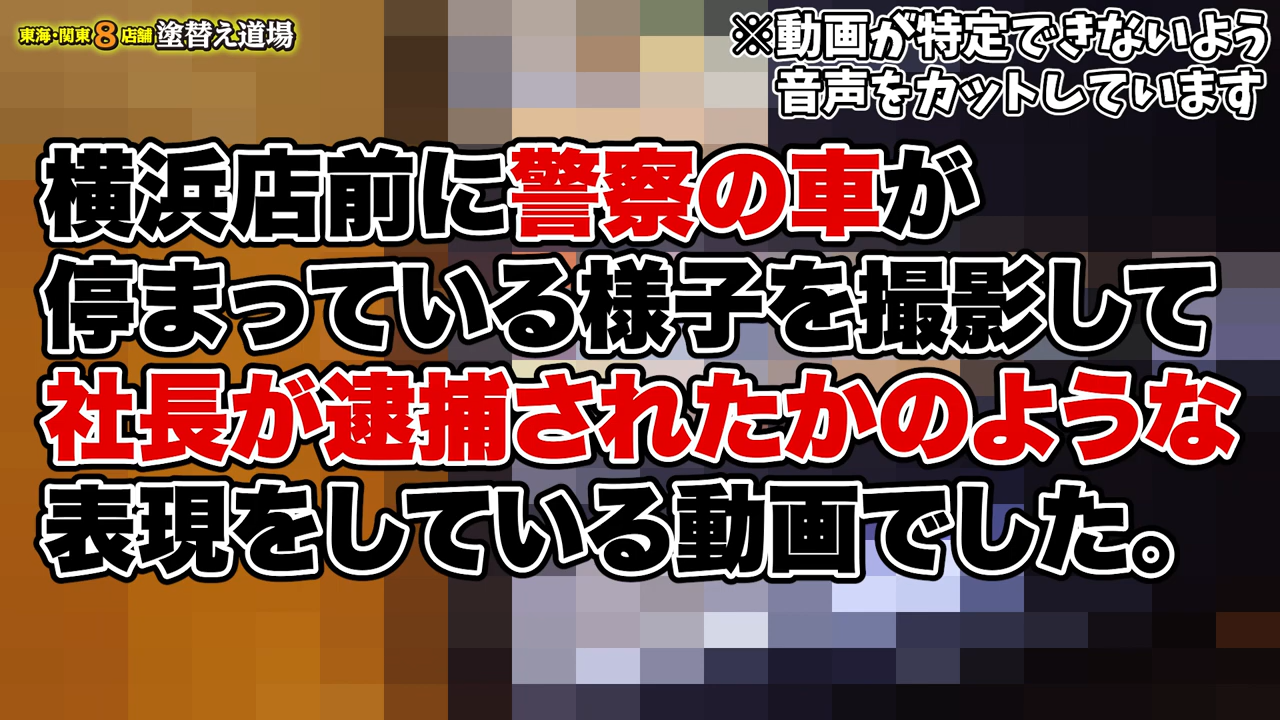 東海・関東8店舗 塗替え道場
※動画が特定できないよう
音声をカットしています
横浜店前に警察の車が
停まっている様子を撮影して
社長が逮捕されたかのような
表現をしている動画でした。